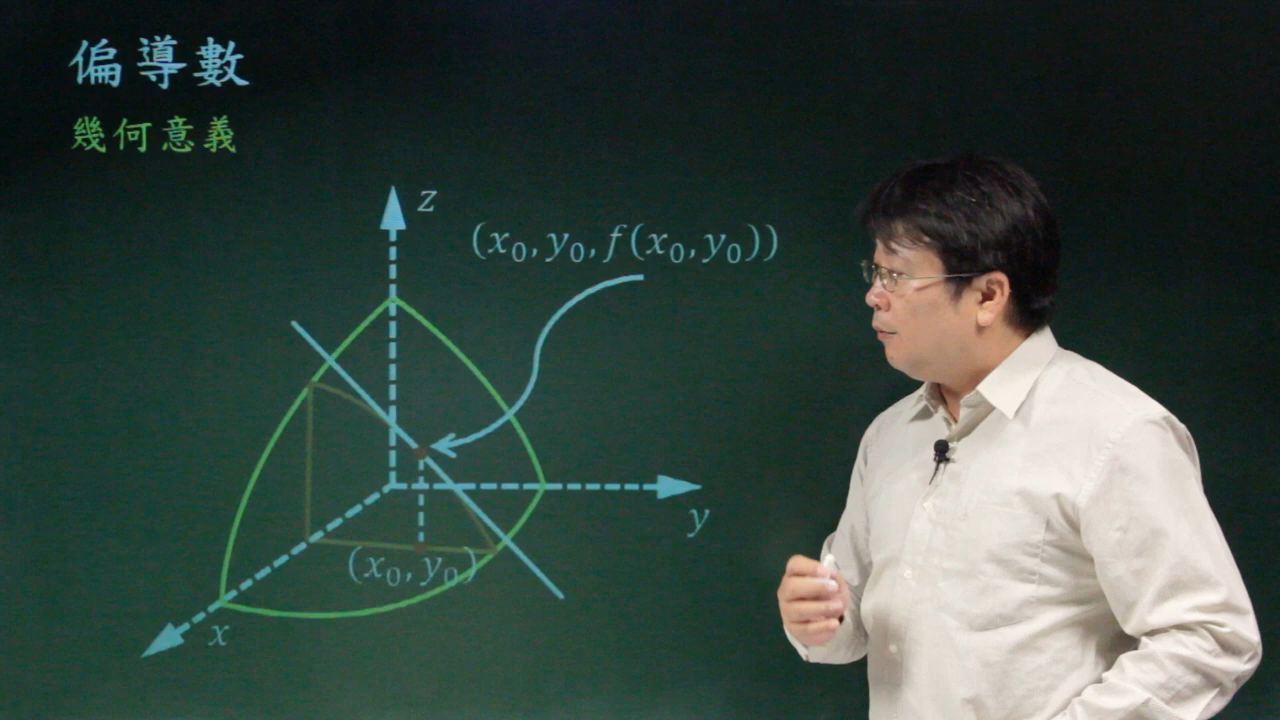 偏導數
幾何意義
z
(x₀, y₀, f(x₀, y₀))
y
(x₀, y₀)
x